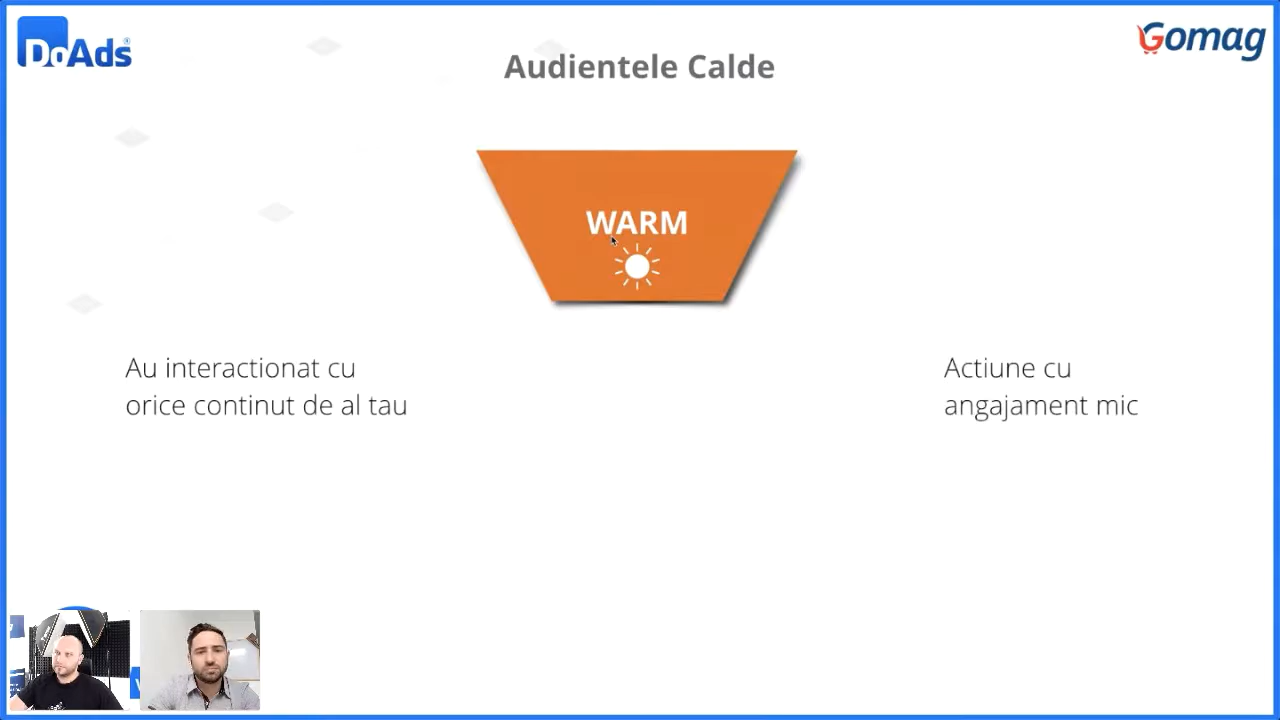 DoAds
Gomag
Audientele Calde
WARM
Au interactionat cu
orice continut de al tau
Actiune cu
angajament mic